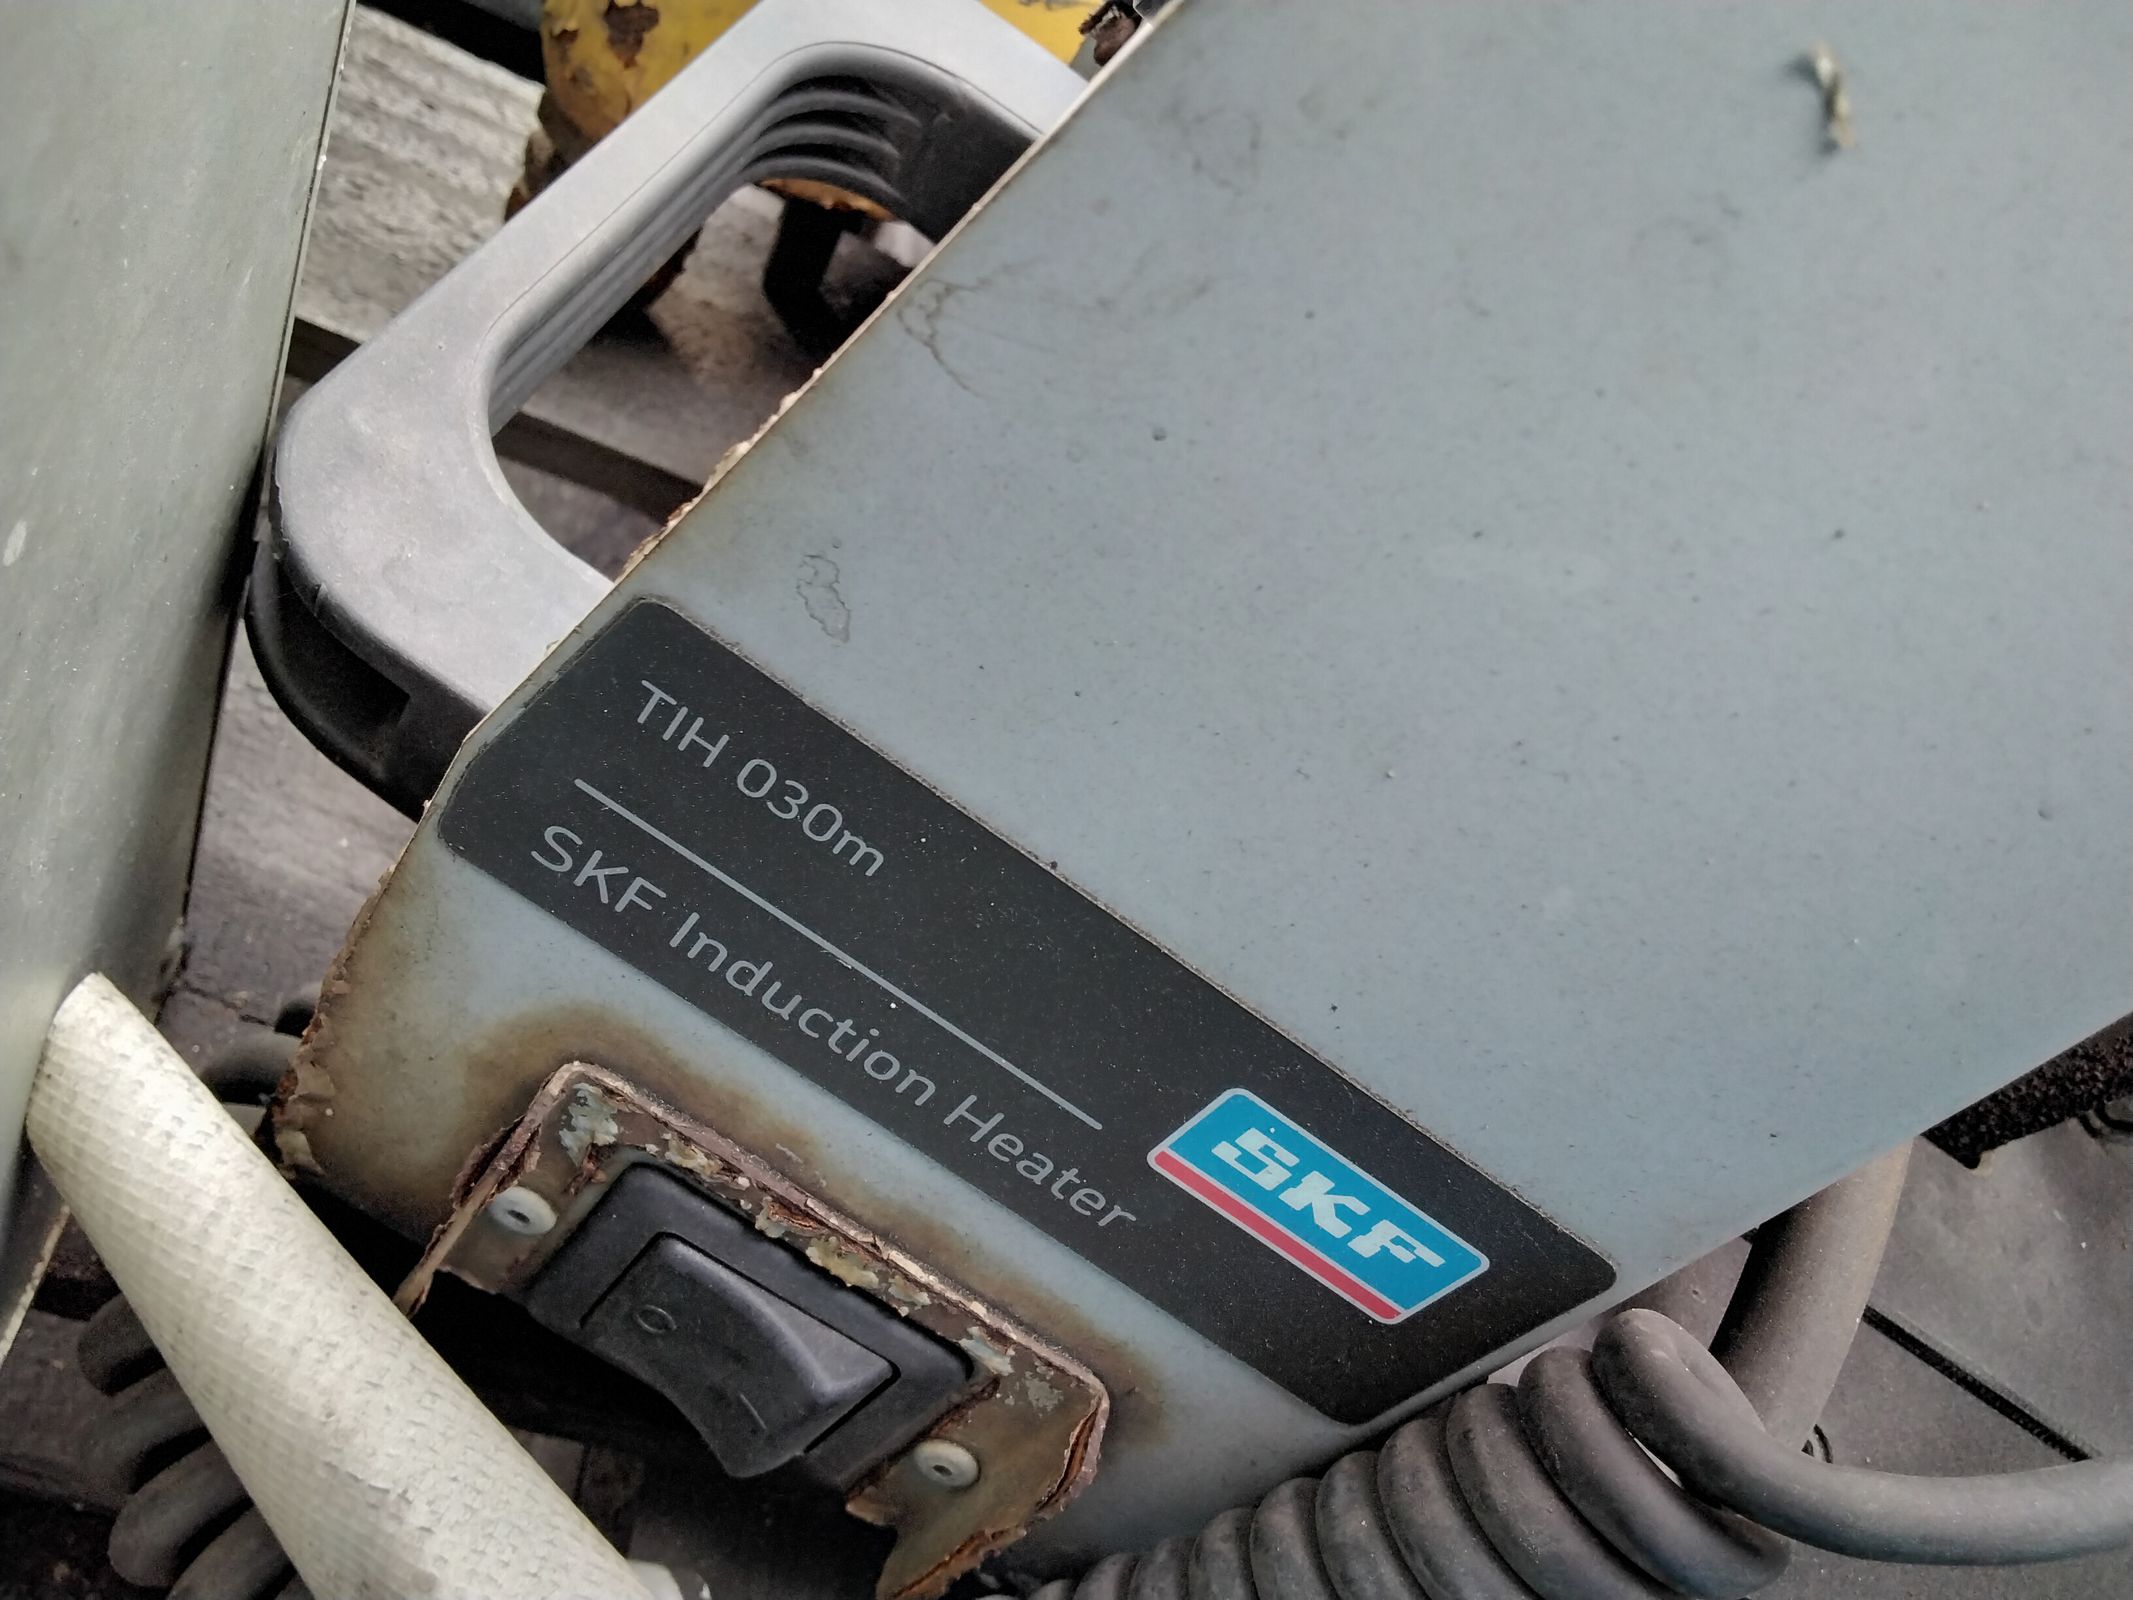 TIH 030m
SKF Induction Heater
SKF